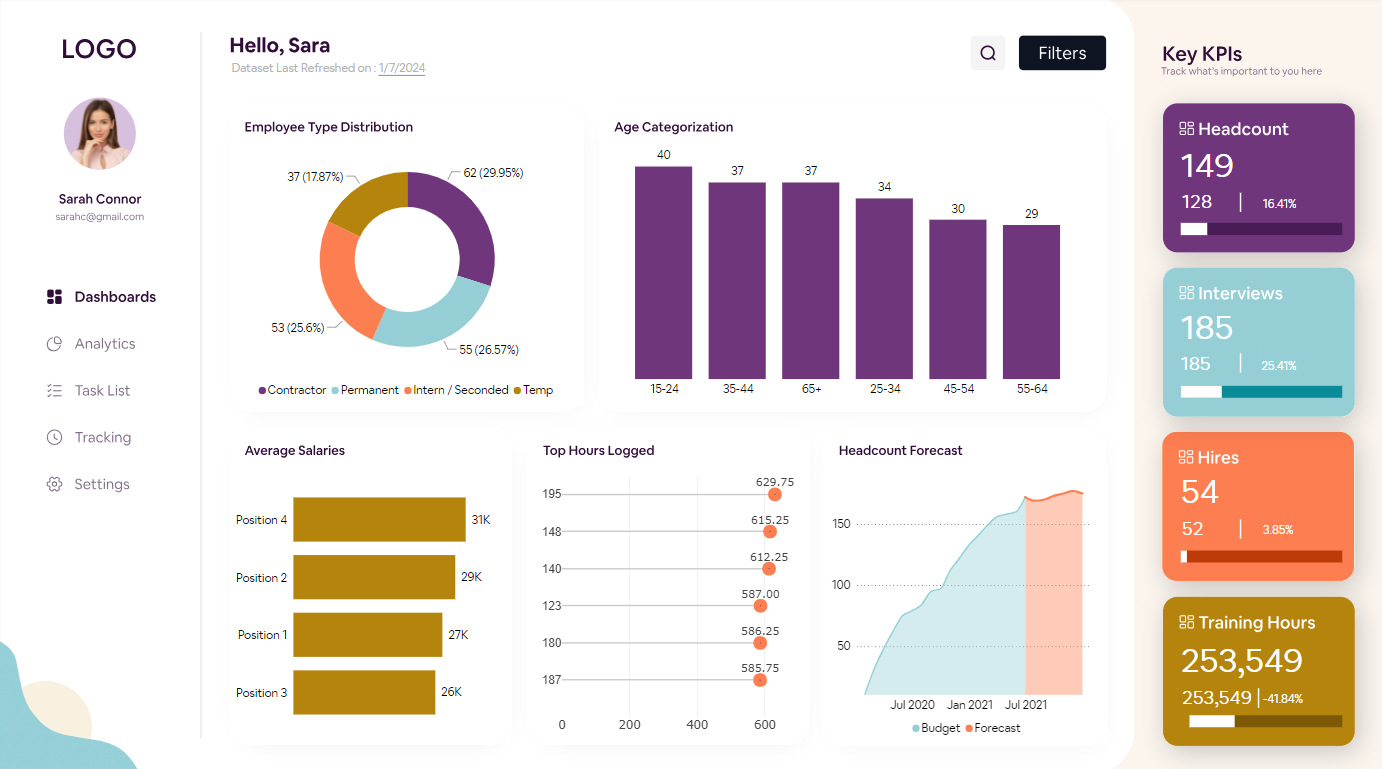 LOGO
Sarah Connor
sarahc@gmail.com
Dashboards
Analytics
Task List
Tracking
Settings
Hello, Sara
Dataset Last Refreshed on : 1/7/2024
Filters
Employee Type Distribution
37 (17.87%)
62 (29.95%)
53 (25.6%)
55 (26.57%)
Contractor Permanent Intern / Seconded Temp
Age Categorization
40 37 37 34 30 29
15-24 35-44 65+ 25-34 45-54 55-64
Average Salaries
Position 4 31K
Position 2 29K
Position 1 27K
Position 3 26K
Top Hours Logged
195 629.75
148 615.25
140 612.25
123 587.00
180 586.25
187 585.75
0 200 400 600
Headcount Forecast
150
100
50
Jul 2020 Jan 2021 Jul 2021
Budget Forecast
Key KPIs
Track what's important to you here
Headcount
149
128 | 16.41%
Interviews
185
185 | 25.41%
Hires
54
52 | 3.85%
Training Hours
253,549
253,549 | -41.84%